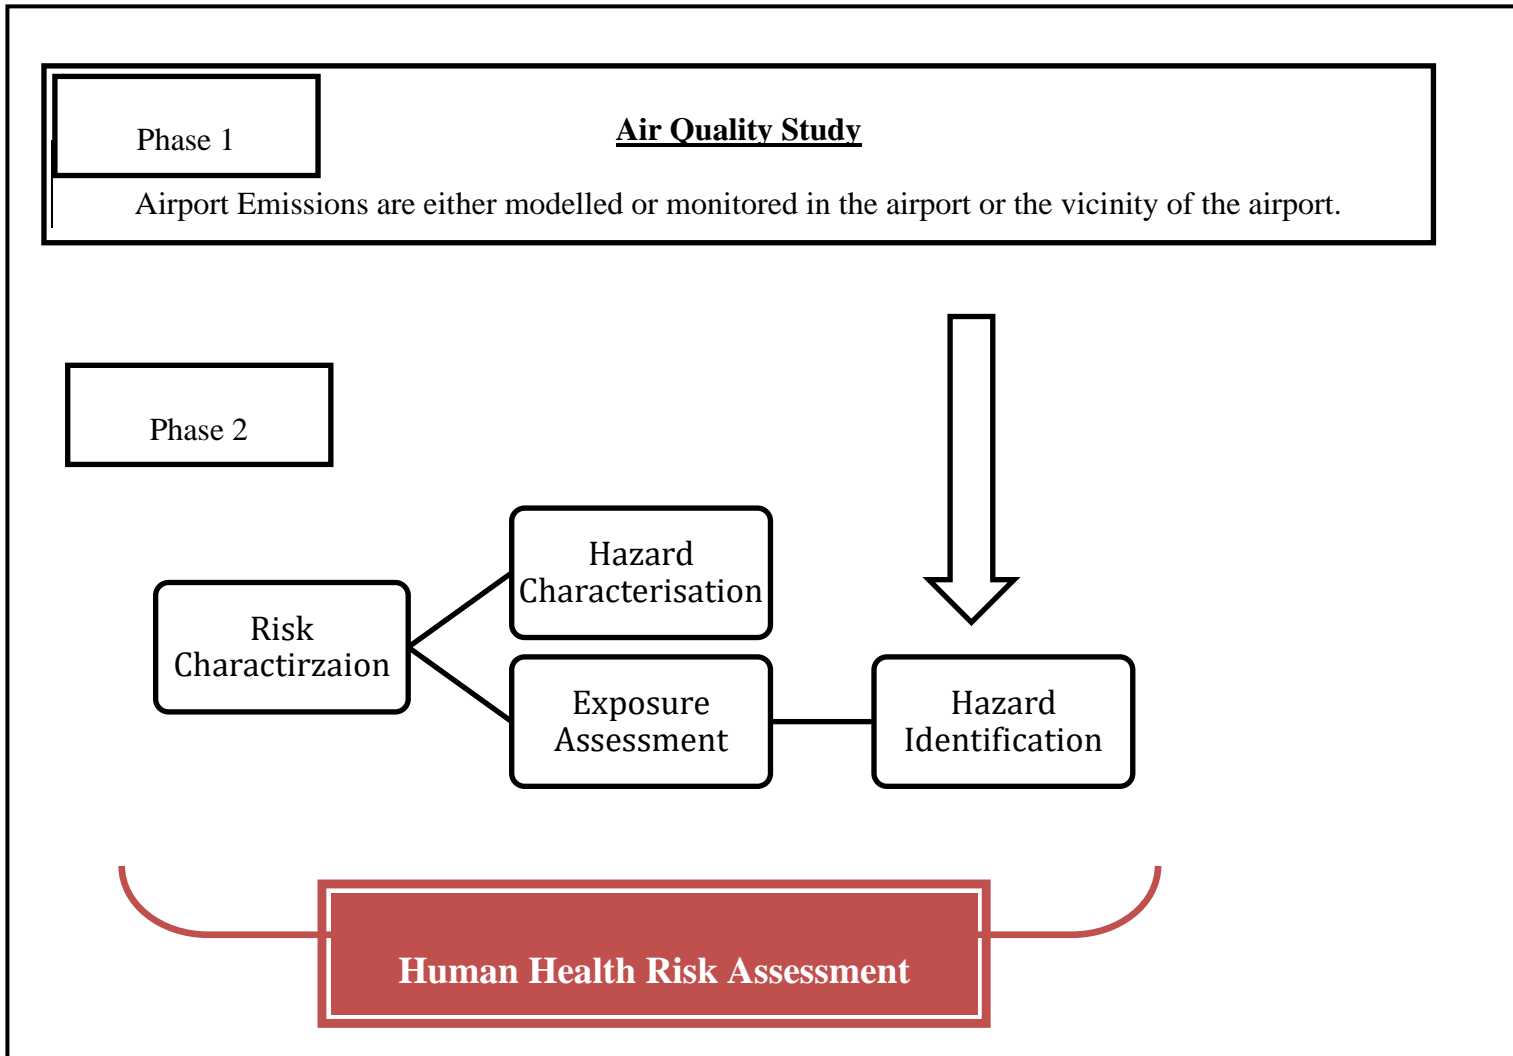 Phase 1
Air Quality Study
Airport Emissions are either modelled or monitored in the airport or the vicinity of the airport.
Phase 2
Hazard
Characterisation
Risk
Charactirzaion
Exposure
Assessment
Hazard
Identification
Human Health Risk Assessment